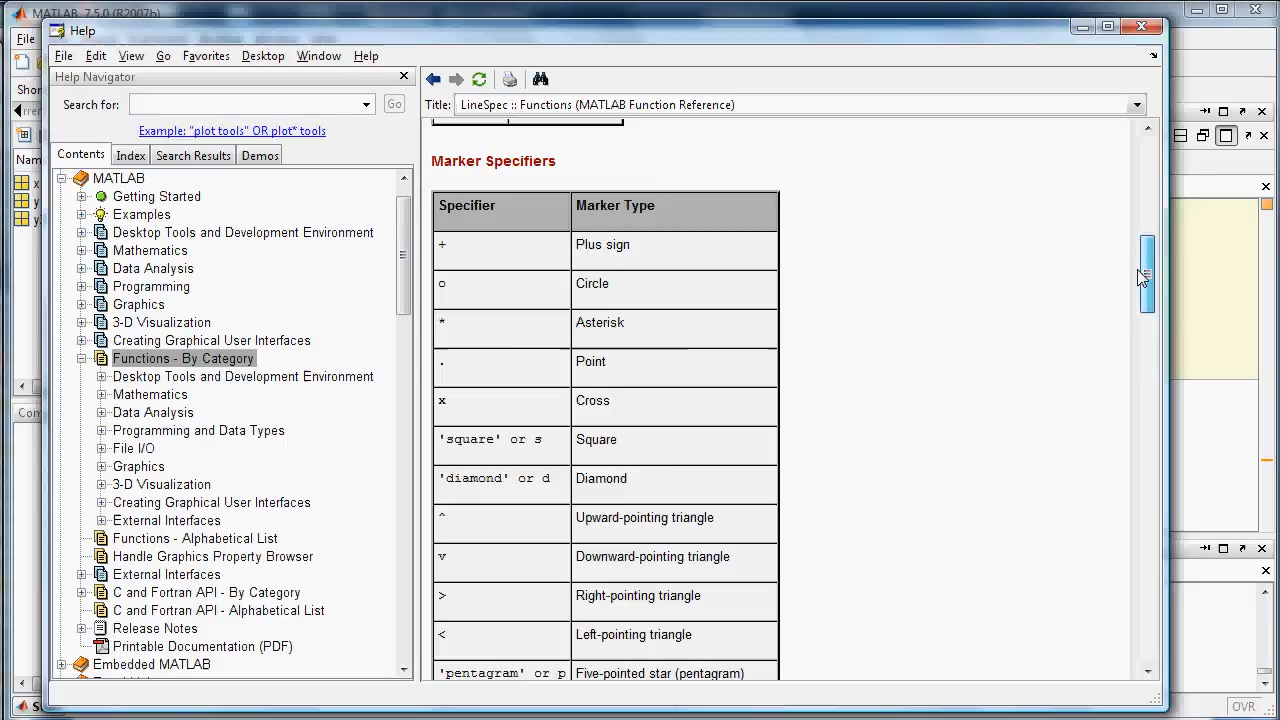 MATLAB 7.5.0 (R2007b)
Help
File
File Edit View Go Favorites Desktop Window Help
Help Navigator
Search for:
Go
Example: "plot tools" OR plot* tools
Contents Index Search Results Demos
MATLAB
Getting Started
Examples
Desktop Tools and Development Environment
Mathematics
Data Analysis
Programming
Graphics
3-D Visualization
Creating Graphical User Interfaces
Functions - By Category
Desktop Tools and Development Environment
Mathematics
Data Analysis
Programming and Data Types
File I/O
Graphics
3-D Visualization
Creating Graphical User Interfaces
External Interfaces
Functions - Alphabetical List
Handle Graphics Property Browser
External Interfaces
C and Fortran API - By Category
C and Fortran API - Alphabetical List
Release Notes
Printable Documentation (PDF)
Embedded MATLAB
Title: LineSpec :: Functions (MATLAB Function Reference)
Marker Specifiers
Specifier Marker Type
+ Plus sign
o Circle
* Asterisk
. Point
x Cross
'square' or s Square
'diamond' or d Diamond
^ Upward-pointing triangle
v Downward-pointing triangle
> Right-pointing triangle
< Left-pointing triangle
'pentagram' or p Five-pointed star (pentagram)
OVR